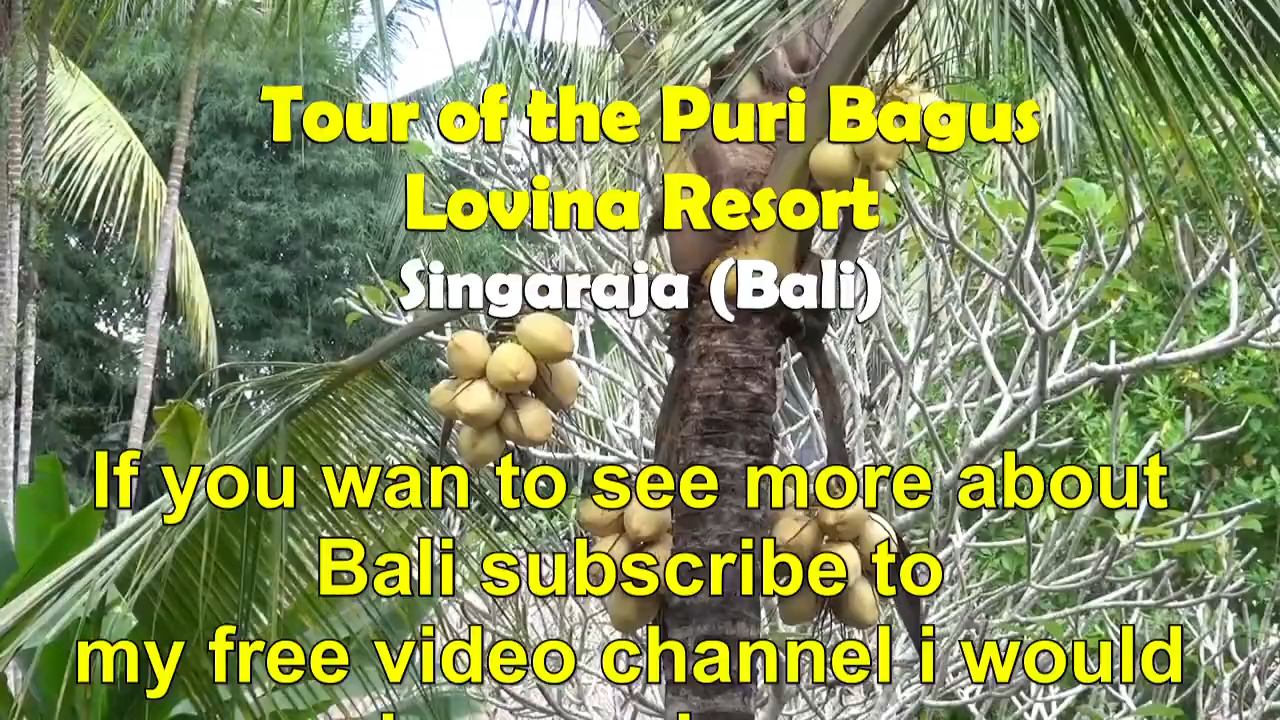 Tour of the Puri Bagus
Lovina Resort
Singaraja (Bali)
If you wan to see more about
Bali subscribe to
my free video channel i would